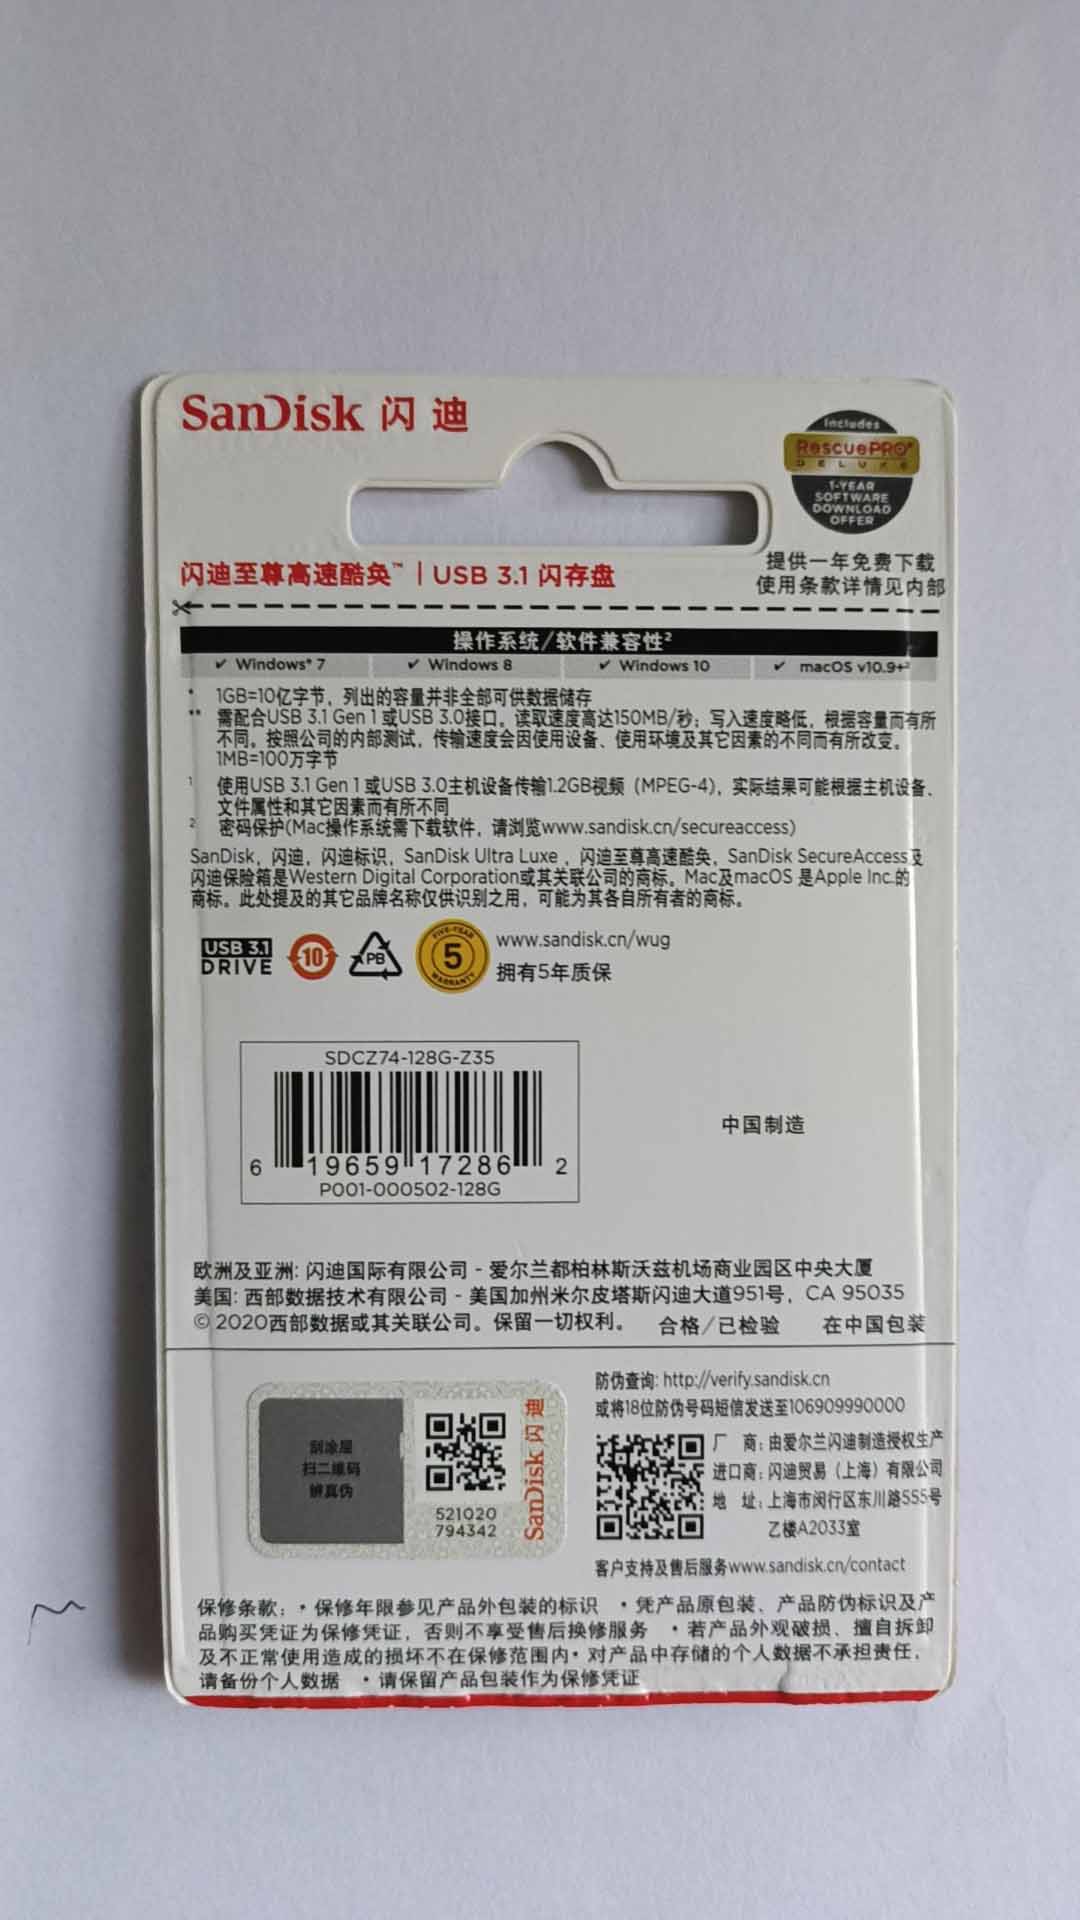 SanDisk 闪迪
Includes
RescuePRO®
DELUXE
1-YEAR
SOFTWARE
DOWNLOAD
OFFER
提供一年免费下载
使用条款详情见内部
闪迪至尊高速酷奂™ | USB 3.1 闪存盘
操作系统/软件兼容性²
✔ Windows® 7 ✔ Windows 8 ✔ Windows 10 ✔ macOS v10.9+²
* 1GB=10亿字节，列出的容量并非全部可供数据储存
** 需配合USB 3.1 Gen 1 或USB 3.0接口。读取速度高达150MB/秒；写入速度略低，根据容量而有所
不同。按照公司的内部测试，传输速度会因使用设备、使用环境及其它因素的不同而有所改变。
1MB=100万字节
¹ 使用USB 3.1 Gen 1 或USB 3.0主机设备传输1.2GB视频（MPEG-4)，实际结果可能根据主机设备、
文件属性和其它因素而有所不同
² 密码保护(Mac操作系统需下载软件，请浏览www.sandisk.cn/secureaccess)
SanDisk，闪迪，闪迪标识，SanDisk Ultra Luxe ，闪迪至尊高速酷奂，SanDisk SecureAccess及
闪迪保险箱是Western Digital Corporation或其关联公司的商标。Mac及macOS 是Apple Inc.的
商标。此处提及的其它品牌名称仅供识别之用，可能为其各自所有者的商标。
USB 3.1
DRIVE
10
PB
FIVE-YEAR
5
WARRANTY
www.sandisk.cn/wug
拥有5年质保
SDCZ74-128G-Z35
6 19659 17286 2
P001-000502-128G
中国制造
欧洲及亚洲: 闪迪国际有限公司 - 爱尔兰都柏林斯沃兹机场商业园区中央大厦
美国: 西部数据技术有限公司 - 美国加州米尔皮塔斯闪迪大道951号，CA 95035
© 2020西部数据或其关联公司。保留一切权利。 合格/已检验 在中国包装
刮涂层
扫二维码
辨真伪
521020
794342
SanDisk 闪迪
防伪查询: http://verify.sandisk.cn
或将18位防伪号码短信发送至106909990000
厂 商: 由爱尔兰闪迪制造授权生产
进口商: 闪迪贸易（上海）有限公司
地 址: 上海市闵行区东川路555号
乙楼A2033室
客户支持及售后服务www.sandisk.cn/contact
保修条款: • 保修年限参见产品外包装的标识 • 凭产品原包装、产品防伪标识及产
品购买凭证为保修凭证，否则不享受售后换修服务 • 若产品外观破损、擅自拆卸
及不正常使用造成的损坏不在保修范围内• 对产品中存储的个人数据不承担责任，
请备份个人数据 • 请保留产品包装作为保修凭证